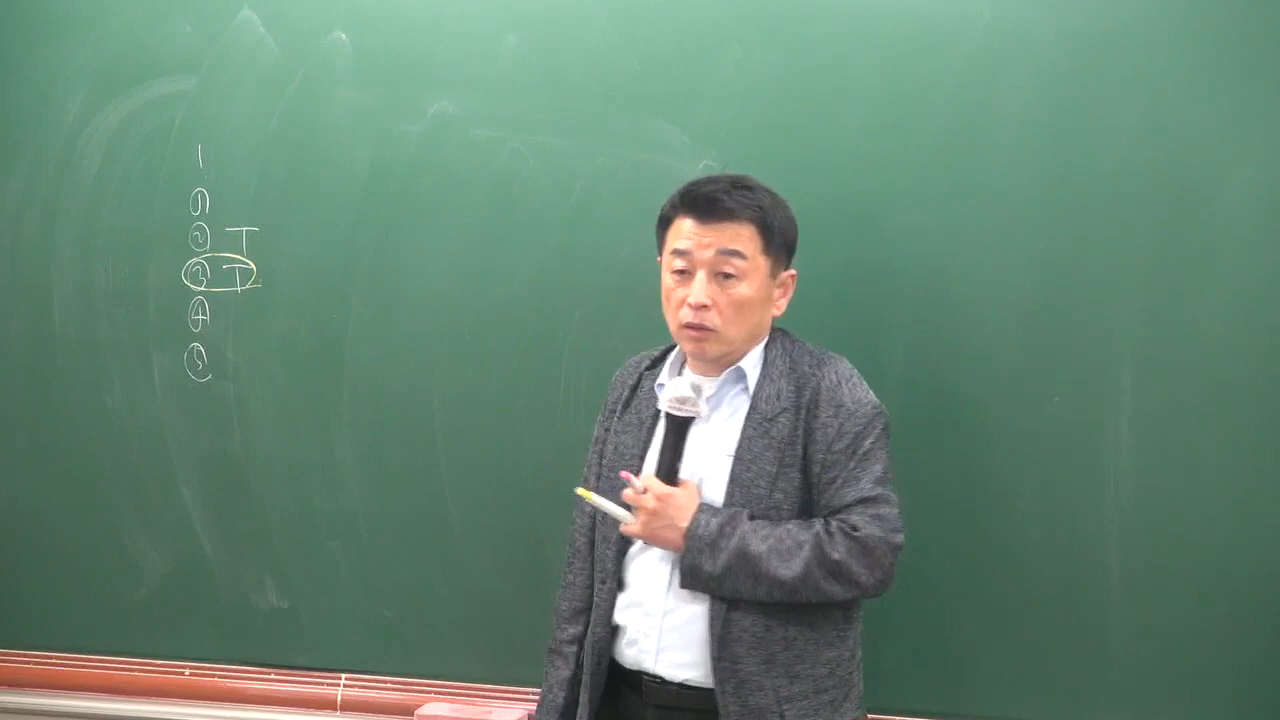 1
①
② T
③ T
④
⑤